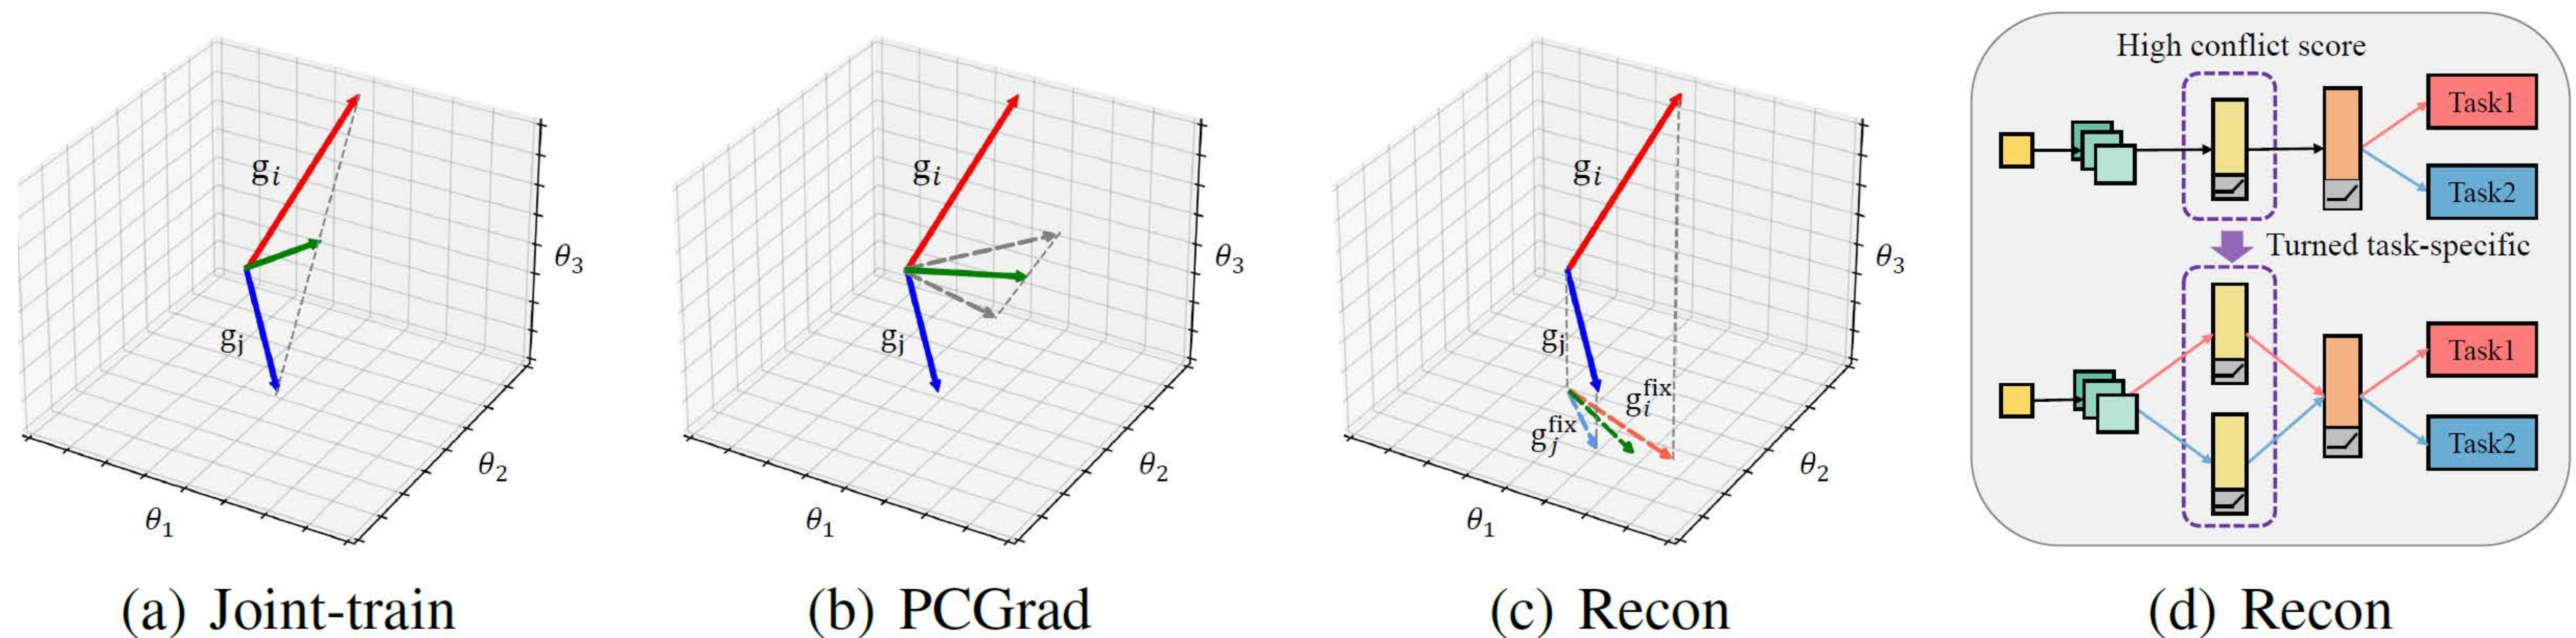 g_i
g_j
θ_1
θ_2
θ_3
(a) Joint-train
g_i
g_j
θ_1
θ_2
θ_3
(b) PCGrad
g_i
g_j
g_i^fix
g_j^fix
θ_1
θ_2
θ_3
(c) Recon
High conflict score
Task1
Task2
Turned task-specific
Task1
Task2
(d) Recon